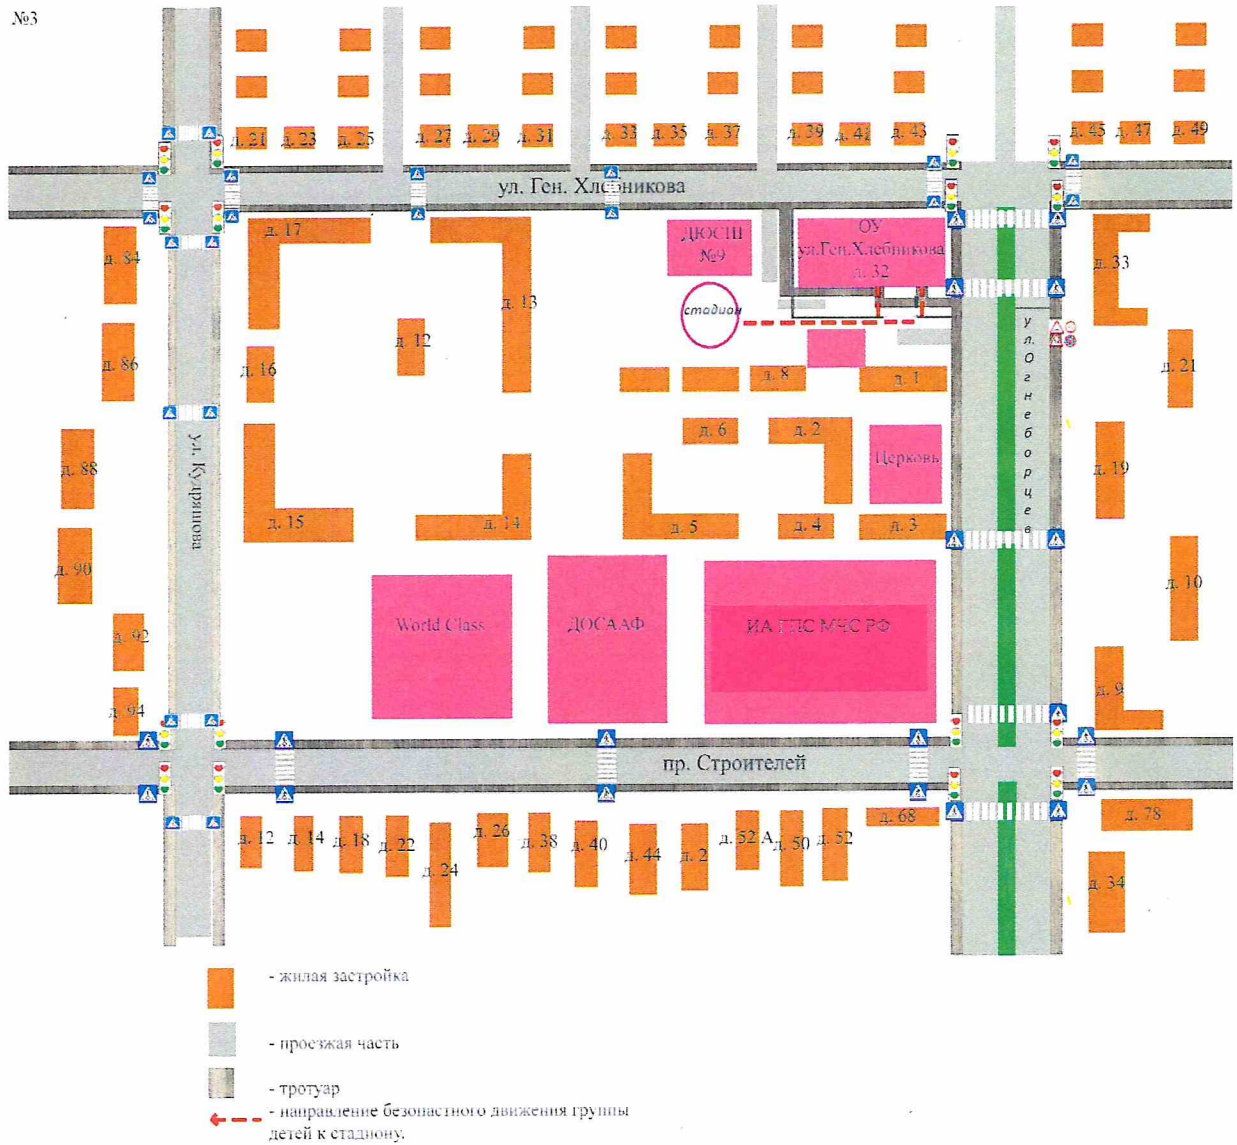 №3
д. 21 д. 23 д. 25 д. 27 д. 29 д. 31 д. 33 д. 35 д. 37 д. 39 д. 41 д. 43 д. 45 д. 47 д. 49
ул. Ген. Хлебникова
д. 17
ДЮСШ
№9
ОУ
ул.Ген.Хлебникова
д. 32
д. 84
д. 33
д. 13
стадион
д. 12
д. 86
д. 16
д. 8
д. 1
д. 21
ул. Огнеборцев
д. 6
д. 2
Церковь
д. 88
д. 19
ул. Кудряшова
д. 15
д. 14
д. 5
д. 4
д. 3
д. 90
д. 10
World Class
ДОСААФ
ИА ГПС МЧС РФ
д. 92
д. 94
д. 9
пр. Строителей
д. 12 д. 14 д. 18 д. 22 д. 24 д. 26 д. 38 д. 40 д. 44 д. 2 д. 52 А д. 50 д. 52 д. 68 д. 78
д. 34
- жилая застройка
- проезжая часть
- тротуар
- направление безопастного движения группы
детей к стадиону.